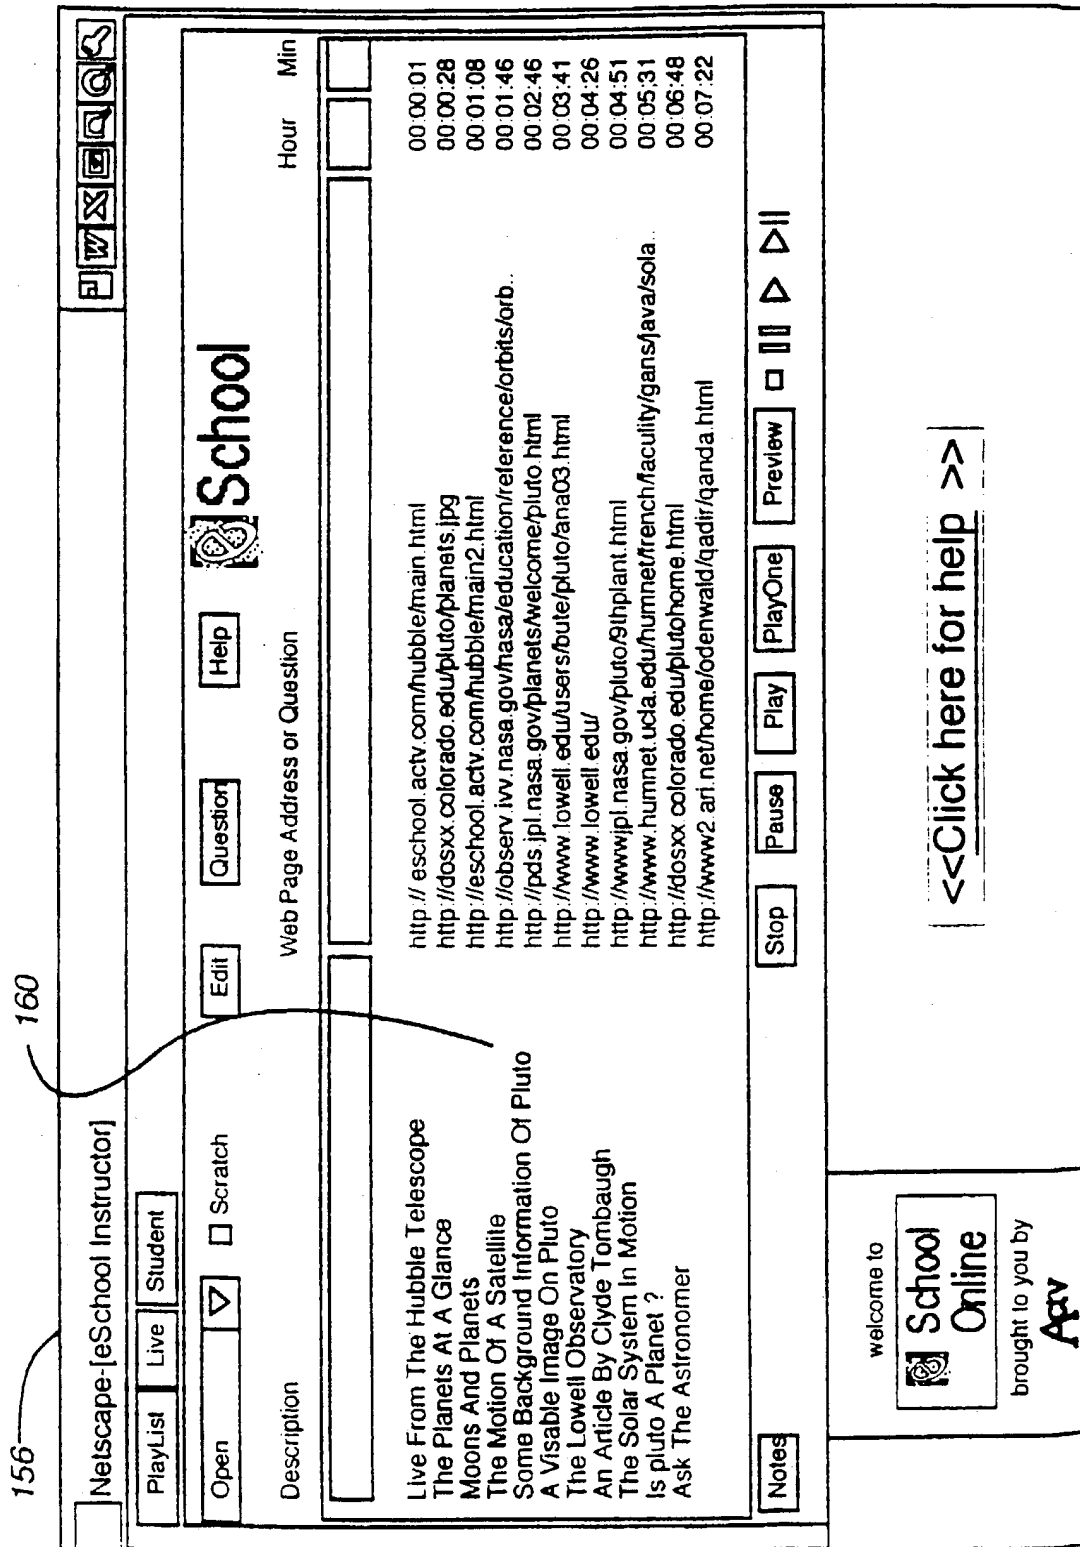 156
160
Netscape-[eSchool Instructor]
W X
PlayList Live Student
Open Scratch Edit Question Help School
Description Web Page Address or Question Hour Min
Live From The Hubble Telescope http:// eschool.actv.com/hubble/main.html 00:00:01
The Planets At A Glance http://dosxx.colorado.edu/pluto/planets.jpg 00:00:28
Moons And Planets http://eschool.actv.com/hubble/main2.html 00:01:08
The Motion Of A Satellite http://observ.ivv.nasa.gov/nasa/education/reference/orbits/orb.. 00:01:46
Some Background Information Of Pluto http://pds.jpl.nasa.gov/planets/welcome/pluto.html 00:02:46
A Visable Image On Pluto http://www.lowell.edu/users/bute/pluto/ana03.html 00:03:41
The Lowell Observatory http://www.lowell.edu/ 00:04:26
An Article By Clyde Tombaugh http://wwwjpl.nasa.gov/pluto/9thplant.html 00:04:51
The Solar System In Motion http://www.humnet.ucla.edu/humnet/french/faculity/gans/java/sola.. 00:05:31
Is pluto A Planet ? http://dosxx.colorado.edu/plutohome.html 00:06:48
Ask The Astronomer http://www2.ari.net/home/odenwald/qadir/qanda.html 00:07:22
Notes Stop Pause Play PlayOne Preview
welcome to
School
Online
brought to you by
Actv
<<Click here for help >>